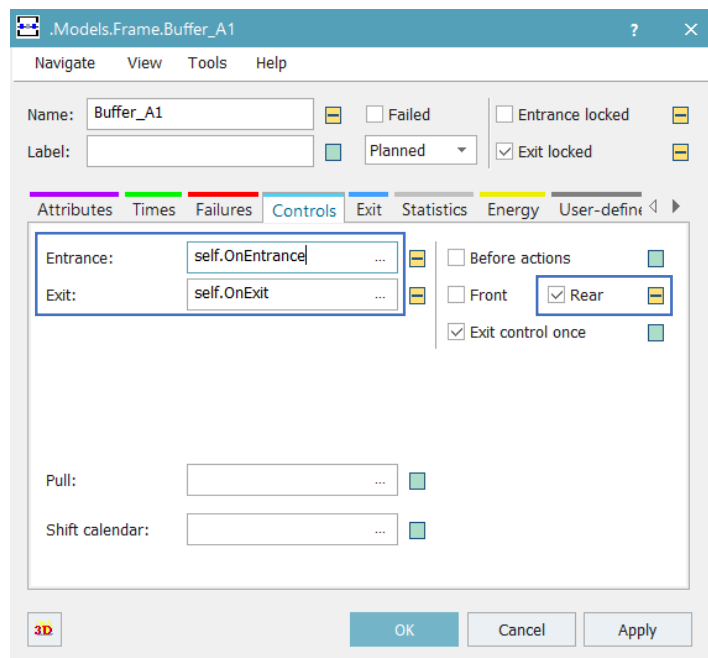 .Models.Frame.Buffer_A1 ? ×
Navigate View Tools Help
Name: Buffer_A1 Failed Entrance locked
Label: Planned Exit locked
Attributes Times Failures Controls Exit Statistics Energy User-define
Entrance: self.OnEntrance ... Before actions
Exit: self.OnExit ... Front Rear
Exit control once
Pull: ...
Shift calendar: ...
3D OK Cancel Apply